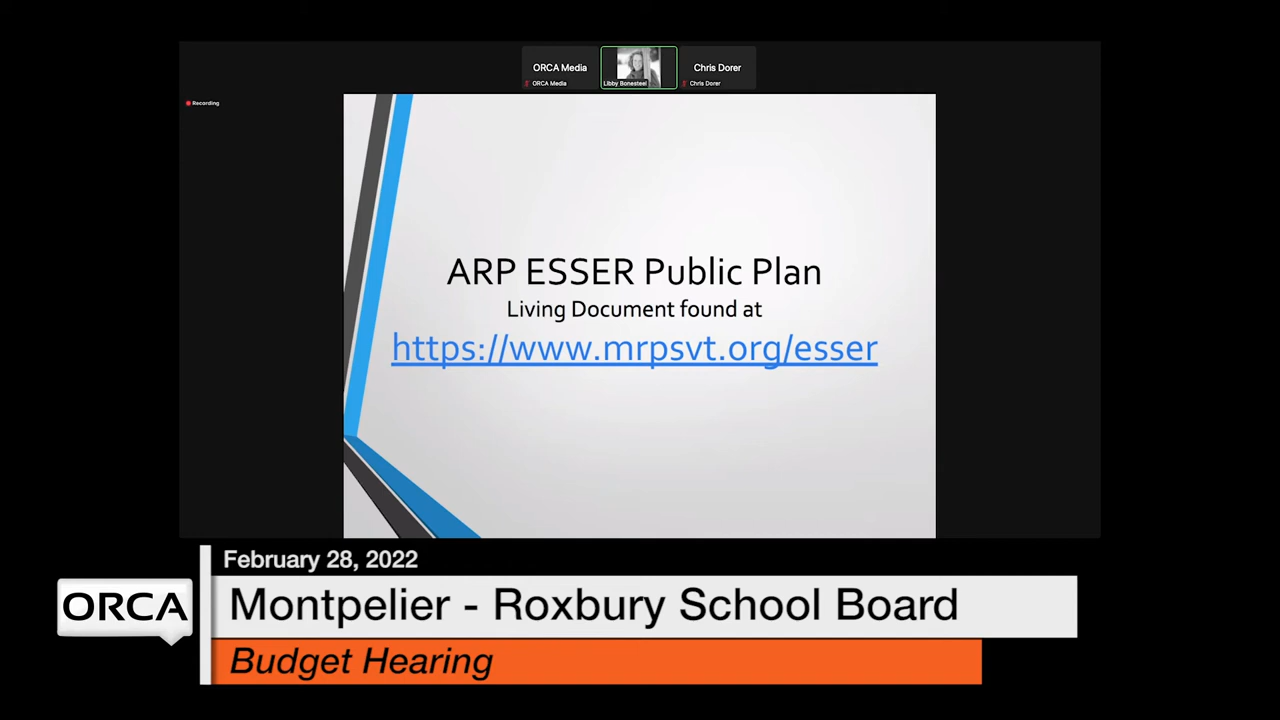 ORCA Media
Chris Dorer
ORCA Media
Libby Bonesteel
Chris Dorer
Recording
ARP ESSER Public Plan
Living Document found at
https://www.mrpsvt.org/esser
February 28, 2022
ORCA
Montpelier - Roxbury School Board
Budget Hearing